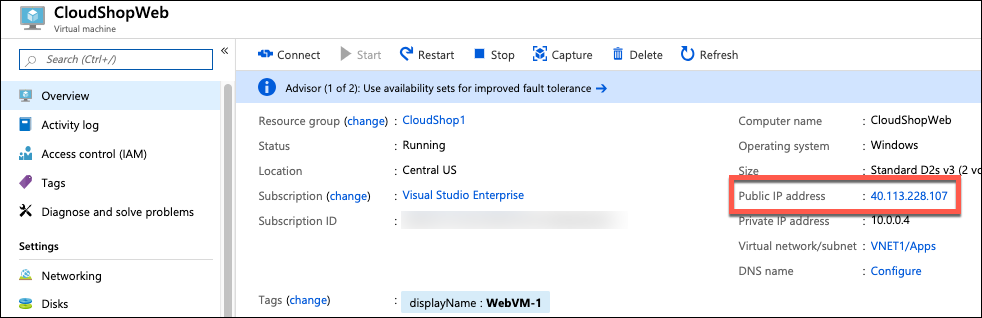 CloudShopWeb
Virtual machine
Search (Ctrl+/)
«
Overview
Activity log
Access control (IAM)
Tags
Diagnose and solve problems
Settings
Networking
Disks
Connect Start Restart Stop Capture Delete Refresh
Advisor (1 of 2): Use availability sets for improved fault tolerance →
Resource group (change) : CloudShop1
Status : Running
Location : Central US
Subscription (change) : Visual Studio Enterprise
Subscription ID :
Tags (change) : displayName : WebVM-1
Computer name : CloudShopWeb
Operating system : Windows
Size : Standard D2s v3 (2 vc
Public IP address : 40.113.228.107
Private IP address : 10.0.0.4
Virtual network/subnet : VNET1/Apps
DNS name : Configure